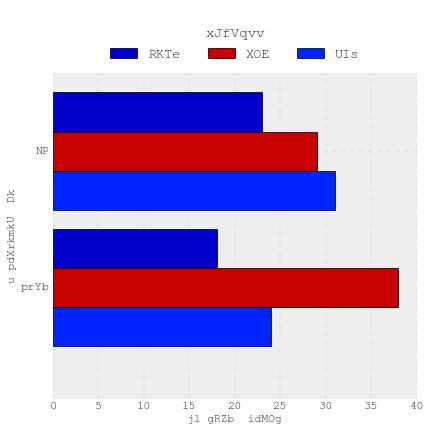 xJfVqvv
RKTe XOE UIs
NP
prYb
u pdXrkmkU Dk
0 5 10 15 20 25 30 35 40
jl gRZb idMOg